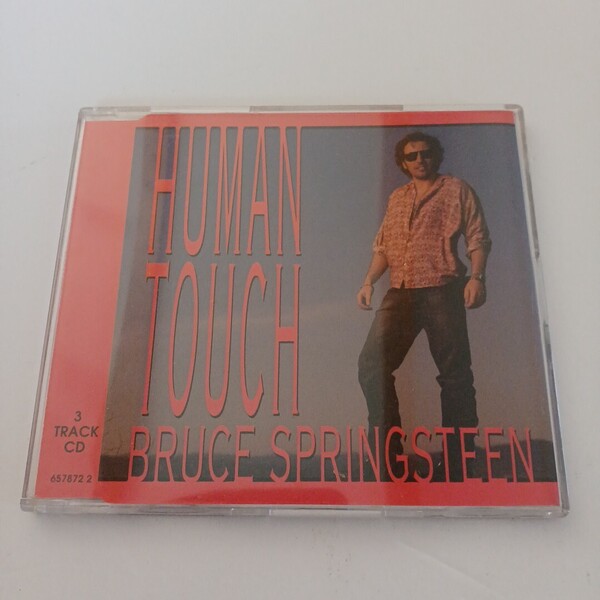 HUMAN
TOUCH
BRUCE SPRINGSTEEN
3
TRACK
CD
657872 2